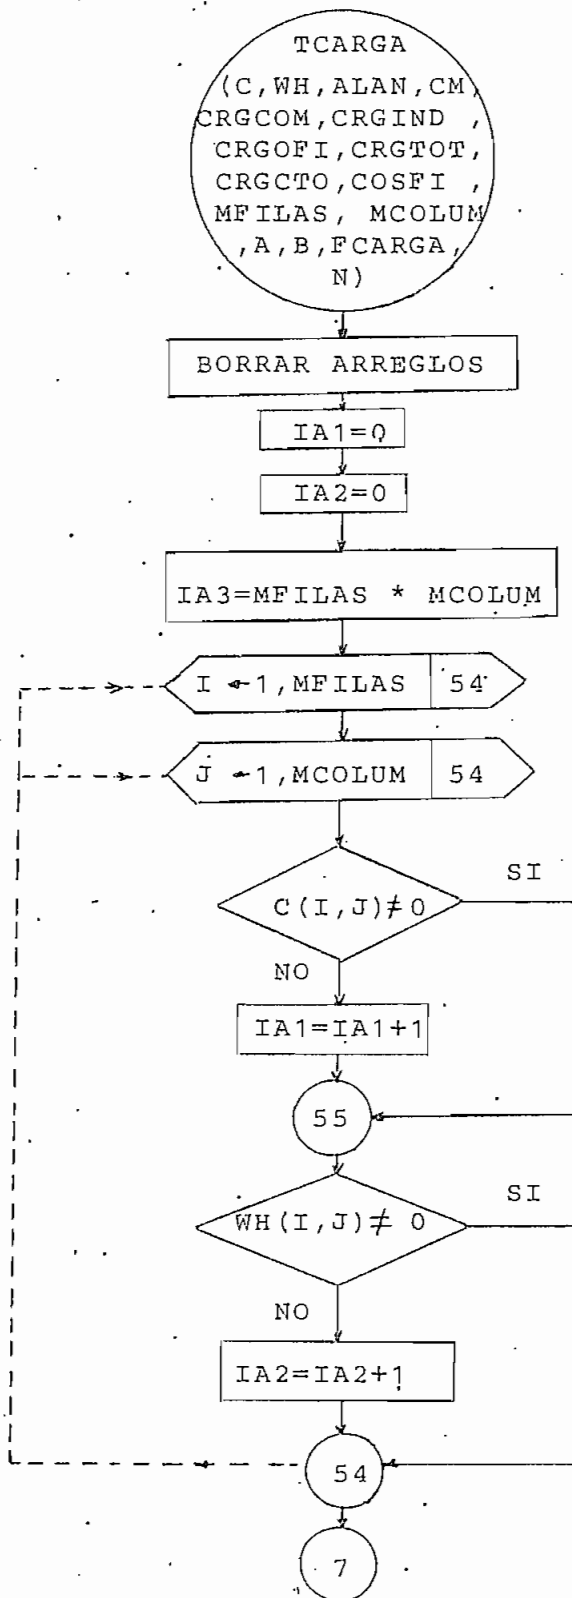 TCARGA
(C,WH,ALAN,CM,
CRGCOM,CRGIND ,
CRGOFI,CRGTOT,
CRGCTO,COSFI ,
MFILAS, MCOLUM
,A,B,FCARGA,
N)
BORRAR ARREGLOS
IA1=0
IA2=0
IA3=MFILAS * MCOLUM
I ←1,MFILAS 54
J ←1,MCOLUM 54
SI
C(I,J)≠0
NO
IA1=IA1+1
55
SI
WH(I,J)≠ 0
NO
IA2=IA2+1
54
7